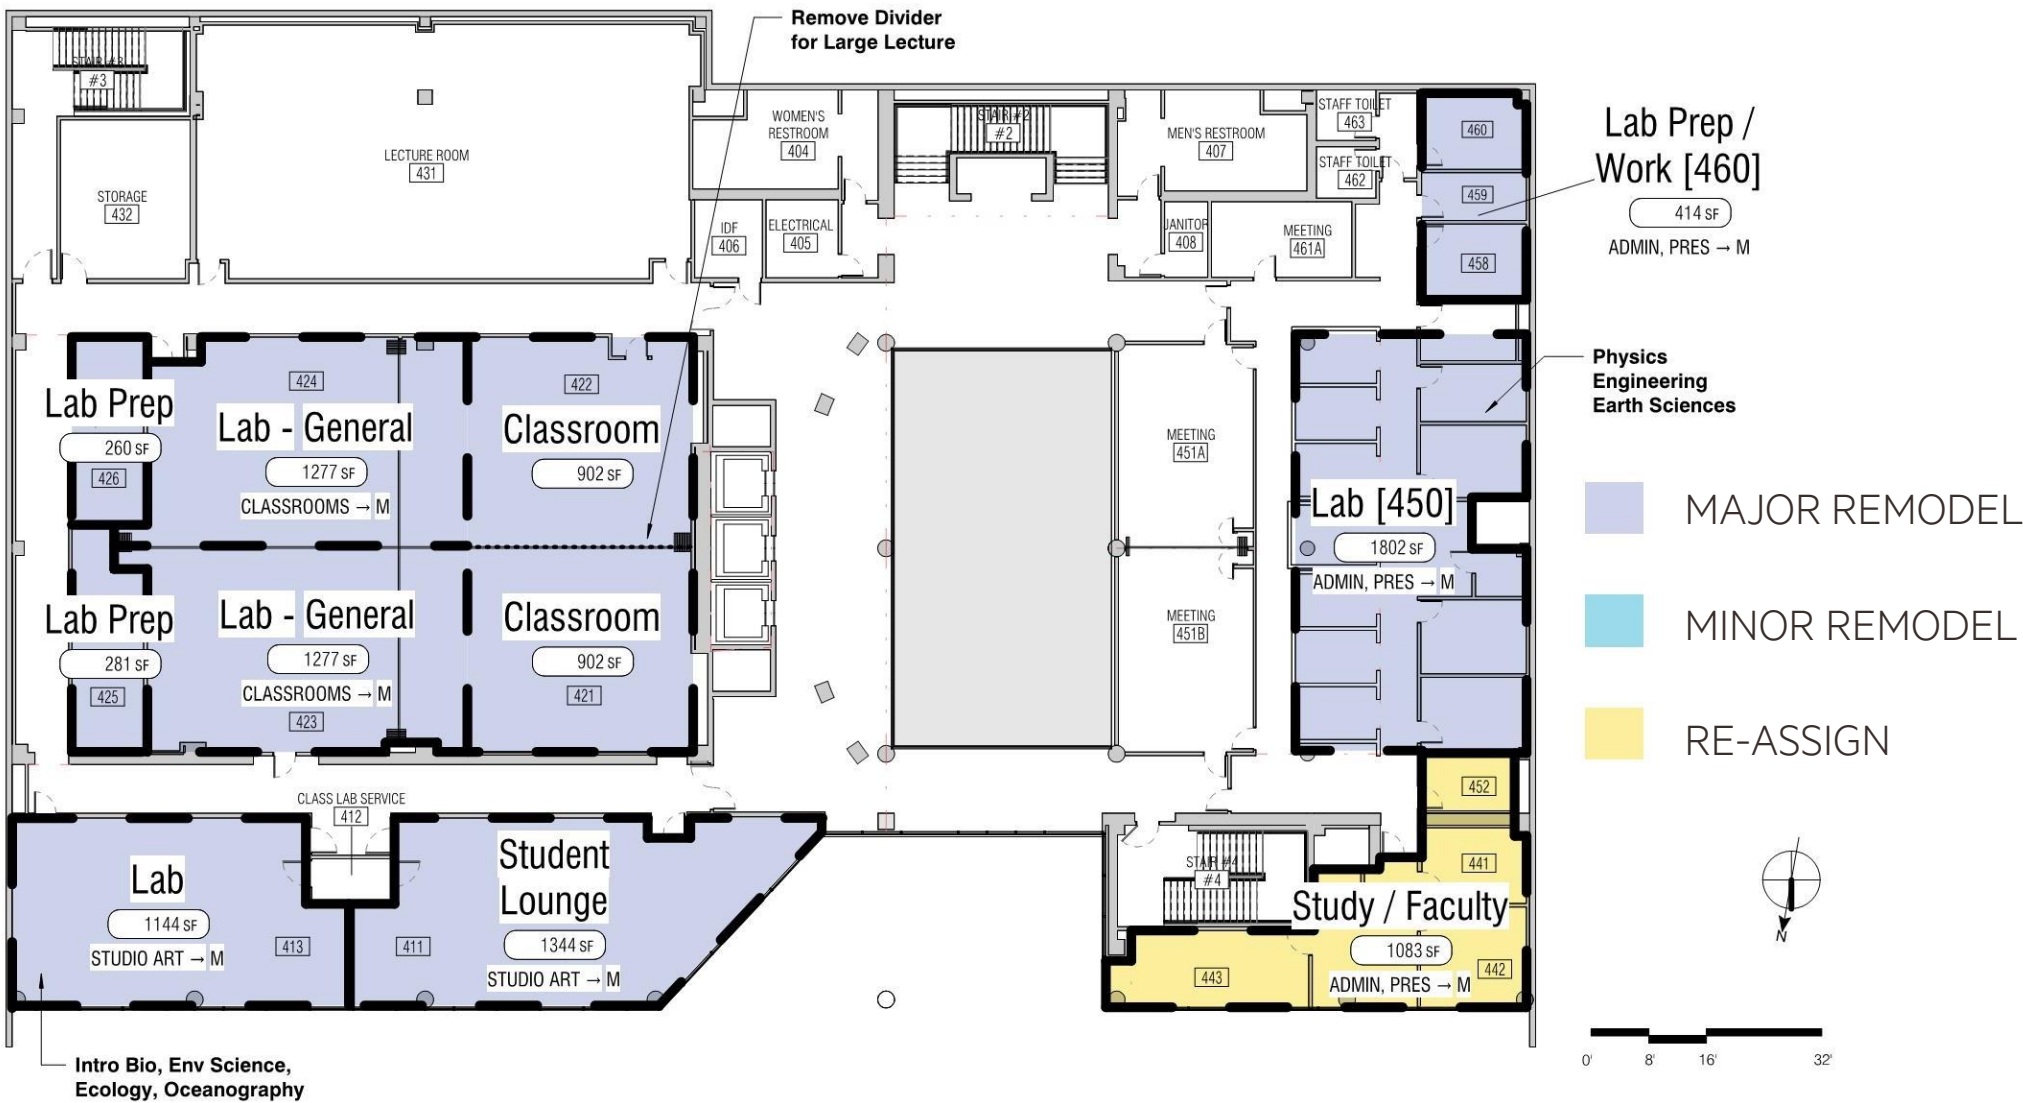 Remove Divider
for Large Lecture
STAIR #3
#3
LECTURE ROOM
431
STORAGE
432
WOMEN'S
RESTROOM
404
STAIR #2
#2
MEN'S RESTROOM
407
STAFF TOILET
463
STAFF TOILET
462
460
459
458
Lab Prep /
Work [460]
414 SF
ADMIN, PRES → M
IDF
406
ELECTRICAL
405
JANITOR
408
MEETING
461A
Physics
Engineering
Earth Sciences
Lab Prep
260 SF
426
424
Lab - General
1277 SF
CLASSROOMS → M
422
Classroom
902 SF
MEETING
451A
Lab [450]
1802 SF
ADMIN, PRES → M
MAJOR REMODEL
MINOR REMODEL
RE-ASSIGN
Lab Prep
281 SF
425
Lab - General
1277 SF
CLASSROOMS → M
423
Classroom
902 SF
421
MEETING
451B
CLASS LAB SERVICE
412
Lab
1144 SF
STUDIO ART → M
413
Student
Lounge
1344 SF
STUDIO ART → M
411
STAIR #4
#4
452
441
Study / Faculty
1083 SF
ADMIN, PRES → M
442
443
N
0' 8' 16' 32'
Intro Bio, Env Science,
Ecology, Oceanography